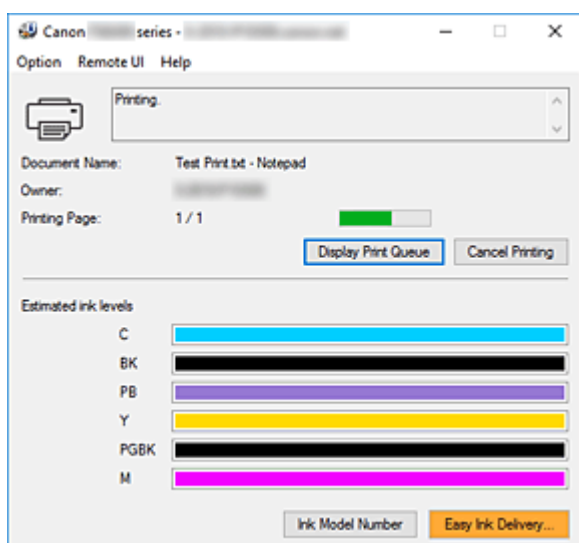 Canon series -
Option Remote UI Help
Printing.
Document Name: Test Print.txt - Notepad
Owner:
Printing Page: 1 / 1
Display Print Queue Cancel Printing
Estimated ink levels
C
BK
PB
Y
PGBK
M
Ink Model Number Easy Ink Delivery...